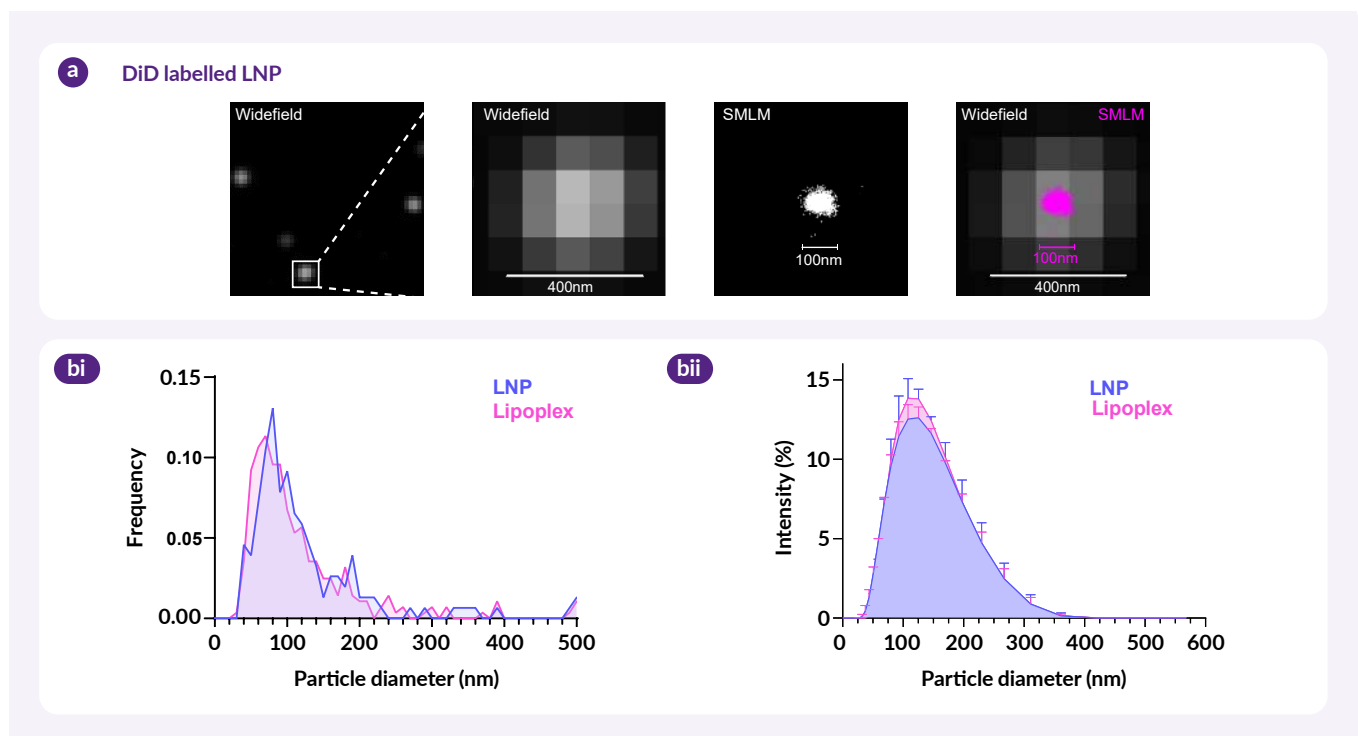 a
DiD labelled LNP
Widefield
Widefield
400nm
SMLM
100nm
Widefield
SMLM
100nm
400nm
bi
LNP
Lipoplex
Frequency
0.15
0.10
0.05
0.00
0 100 200 300 400 500
Particle diameter (nm)
bii
LNP
Lipoplex
Intensity (%)
15
10
5
0
0 100 200 300 400 500 600
Particle diameter (nm)